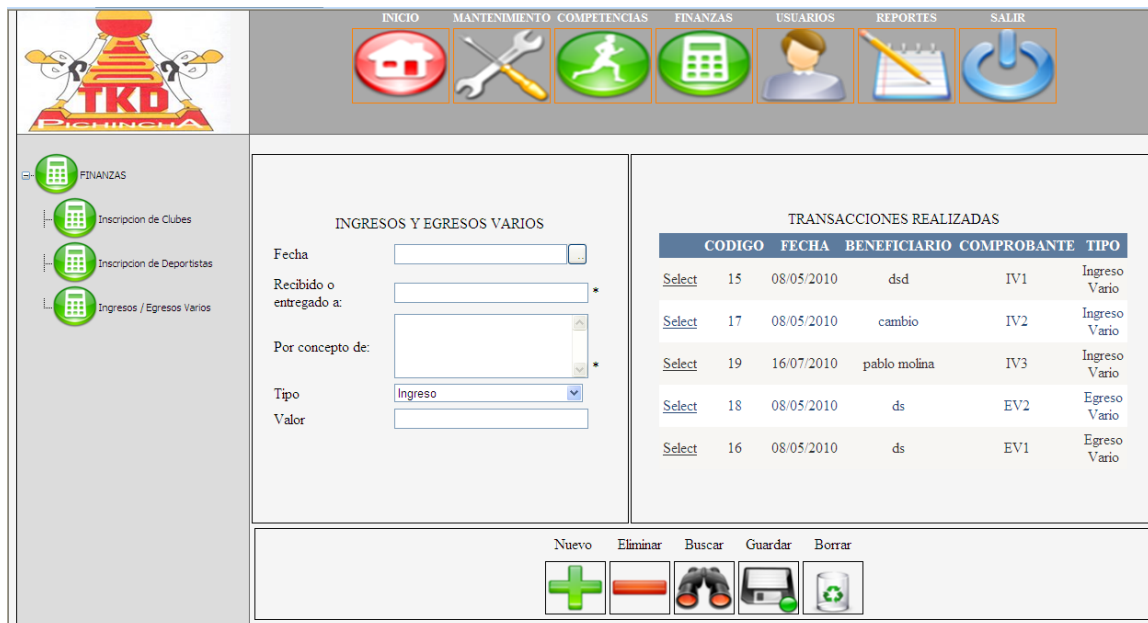 INICIO MANTENIMIENTO COMPETENCIAS FINANZAS USUARIOS REPORTES SALIR
TKD
PICHINCHA
FINANZAS
Inscripcion de Clubes
Inscripcion de Deportistas
Ingresos / Egresos Varios
INGRESOS Y EGRESOS VARIOS
Fecha ..
Recibido o
entregado a: *
Por concepto de: *
Tipo Ingreso
Valor
TRANSACCIONES REALIZADAS
CODIGO FECHA BENEFICIARIO COMPROBANTE TIPO
Select 15 08/05/2010 dsd IV1 Ingreso
Vario
Select 17 08/05/2010 cambio IV2 Ingreso
Vario
Select 19 16/07/2010 pablo molina IV3 Ingreso
Vario
Select 18 08/05/2010 ds EV2 Egreso
Vario
Select 16 08/05/2010 ds EV1 Egreso
Vario
Nuevo Eliminar Buscar Guardar Borrar